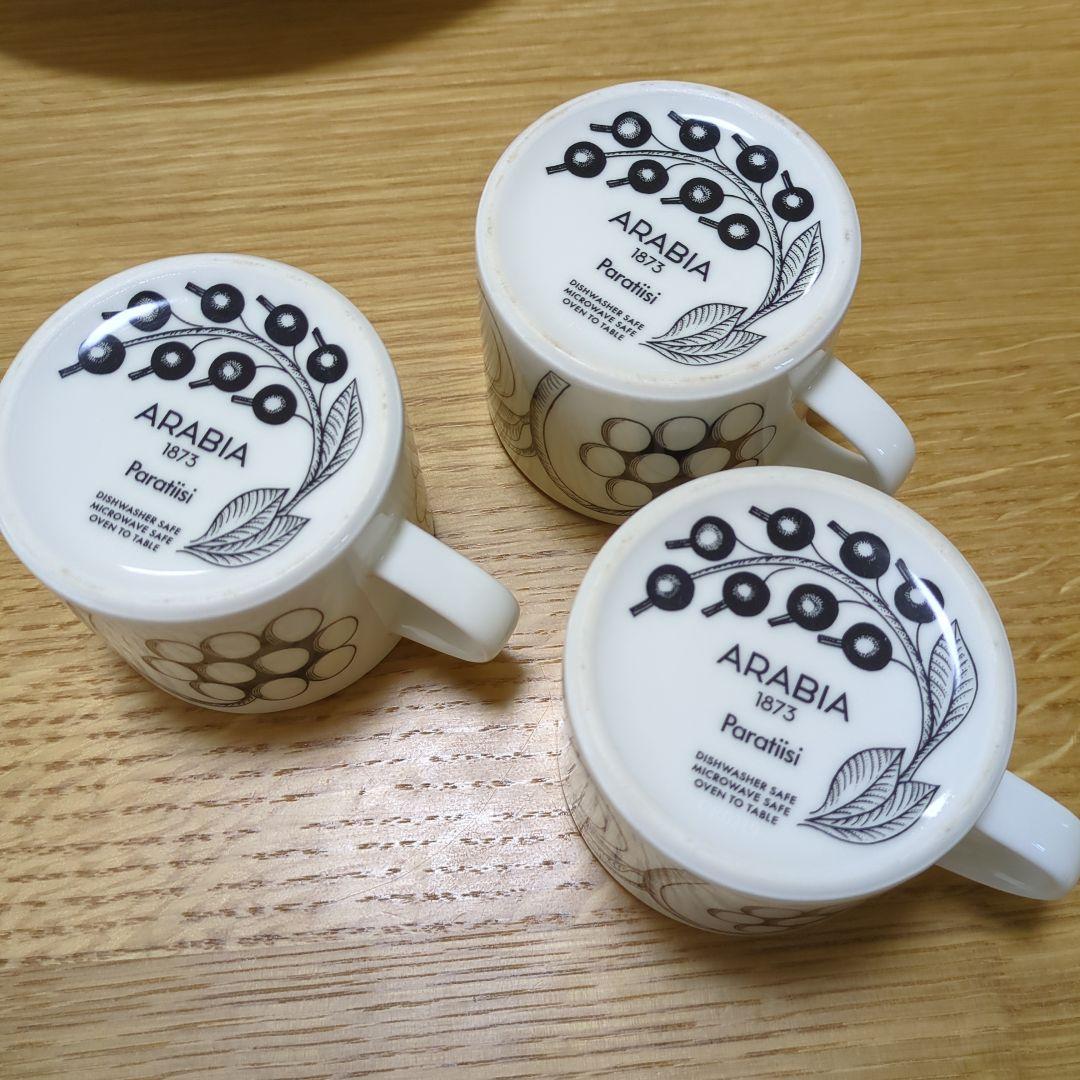 ARABIA
1873
Paratiisi
DISHWASHER SAFE
MICROWAVE SAFE
OVEN TO TABLE
ARABIA
1873
Paratiisi
DISHWASHER SAFE
MICROWAVE SAFE
OVEN TO TABLE
ARABIA
1873
Paratiisi
DISHWASHER SAFE
MICROWAVE SAFE
OVEN TO TABLE